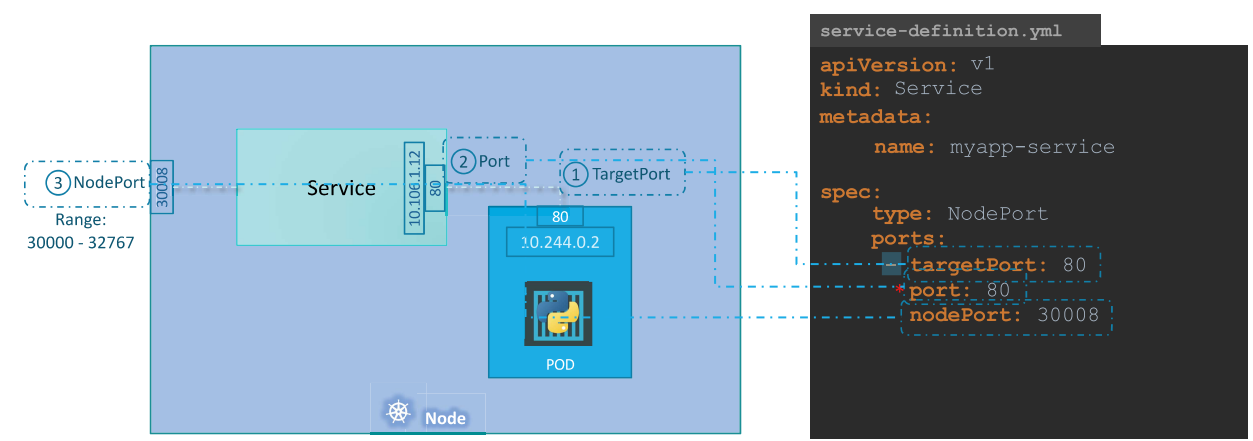 service-definition.yml
apiVersion: v1
kind: Service
metadata:
name: myapp-service
spec:
type: NodePort
ports:
- targetPort: 80
* port: 80
nodePort: 30008
3 NodePort
Range:
30000 - 32767
30008
Service
10.106.1.12
80
2 Port
1 TargetPort
80
10.244.0.2
POD
Node